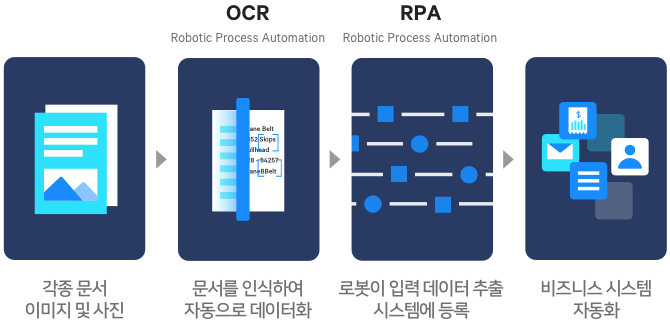 OCR
Robotic Process Automation
RPA
Robotic Process Automation
ane Belt
352 Skips
ullhead
28 -94257
aneBBelt
$
각종 문서
이미지 및 사진
문서를 인식하여
자동으로 데이터화
로봇이 입력 데이터 추출
시스템에 등록
비즈니스 시스템
자동화